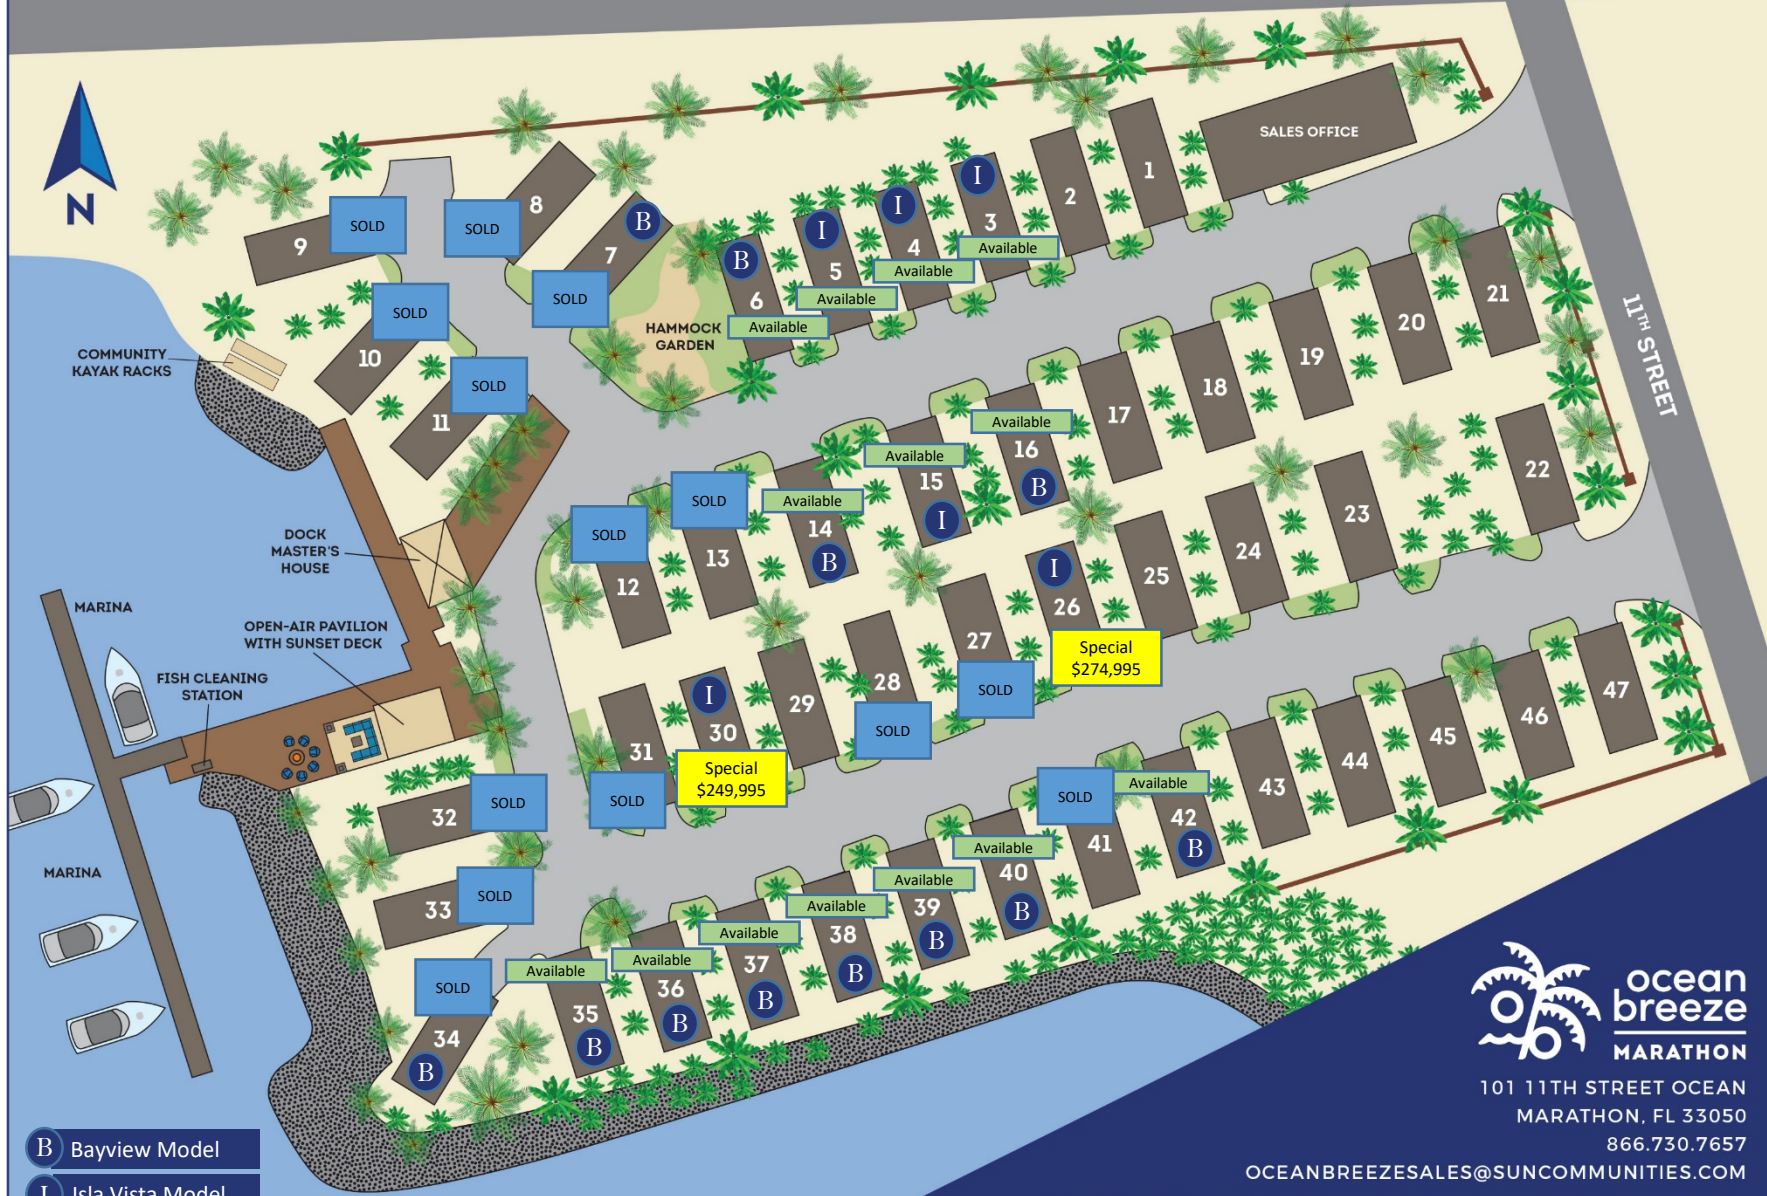 SALES OFFICE
1
2
I
3
Available
I
4
Available
I
5
Available
B
6
Available
HAMMOCK
GARDEN
B
7
SOLD
8
SOLD
9
SOLD
N
SOLD
10
SOLD
11
COMMUNITY
KAYAK RACKS
11TH STREET
21
20
19
18
17
Available
16
B
Available
15
I
Available
14
B
SOLD
13
SOLD
12
22
23
24
25
I
26
Special
$274,995
27
SOLD
28
SOLD
29
I
30
Special
$249,995
31
SOLD
DOCK
MASTER'S
HOUSE
MARINA
OPEN-AIR PAVILION
WITH SUNSET DECK
FISH CLEANING
STATION
MARINA
32
SOLD
33
SOLD
SOLD
34
B
Available
35
B
Available
36
B
Available
37
B
Available
38
B
Available
39
B
Available
40
B
SOLD
41
Available
42
B
43
44
45
46
47
B Bayview Model
I Isla Vista Model
ocean
breeze
MARATHON
101 11TH STREET OCEAN
MARATHON, FL 33050
866.730.7657
OCEANBREEZESALES@SUNCOMMUNITIES.COM